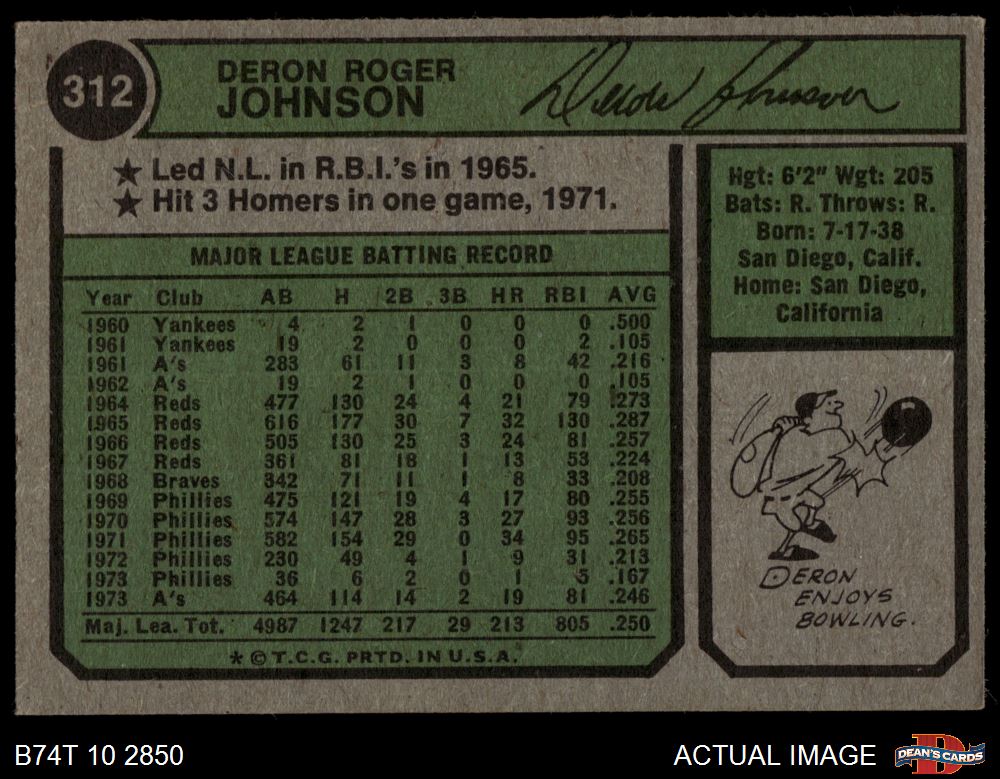 312
DERON ROGER
JOHNSON
Deron Johnson
★ Led N.L. in R.B.I.'s in 1965.
★ Hit 3 Homers in one game, 1971.
MAJOR LEAGUE BATTING RECORD
Year Club AB H 2B 3B HR RBI AVG
1960 Yankees 4 2 1 0 0 0 .500
1961 Yankees 19 2 0 0 0 2 .105
1961 A's 283 61 11 3 8 42 .216
1962 A's 19 2 1 0 0 0 .105
1964 Reds 477 130 24 4 21 79 .273
1965 Reds 616 177 30 7 32 130 .287
1966 Reds 505 130 25 3 24 81 .257
1967 Reds 361 81 18 1 13 53 .224
1968 Braves 342 71 11 1 8 33 .208
1969 Phillies 475 121 19 4 17 80 .255
1970 Phillies 574 147 28 3 27 93 .256
1971 Phillies 582 154 29 0 34 95 .265
1972 Phillies 230 49 4 1 9 31 .213
1973 Phillies 36 6 2 0 1 5 .167
1973 A's 464 114 14 2 19 81 .246
Maj. Lea. Tot. 4987 1247 217 29 213 805 .250
* © T.C.G. PRTD. IN U.S.A.
Hgt: 6'2" Wgt: 205
Bats: R. Throws: R.
Born: 7-17-38
San Diego, Calif.
Home: San Diego,
California
DERON
ENJOYS
BOWLING.
B74T 10 2850
ACTUAL IMAGE
DEAN'S CARDS